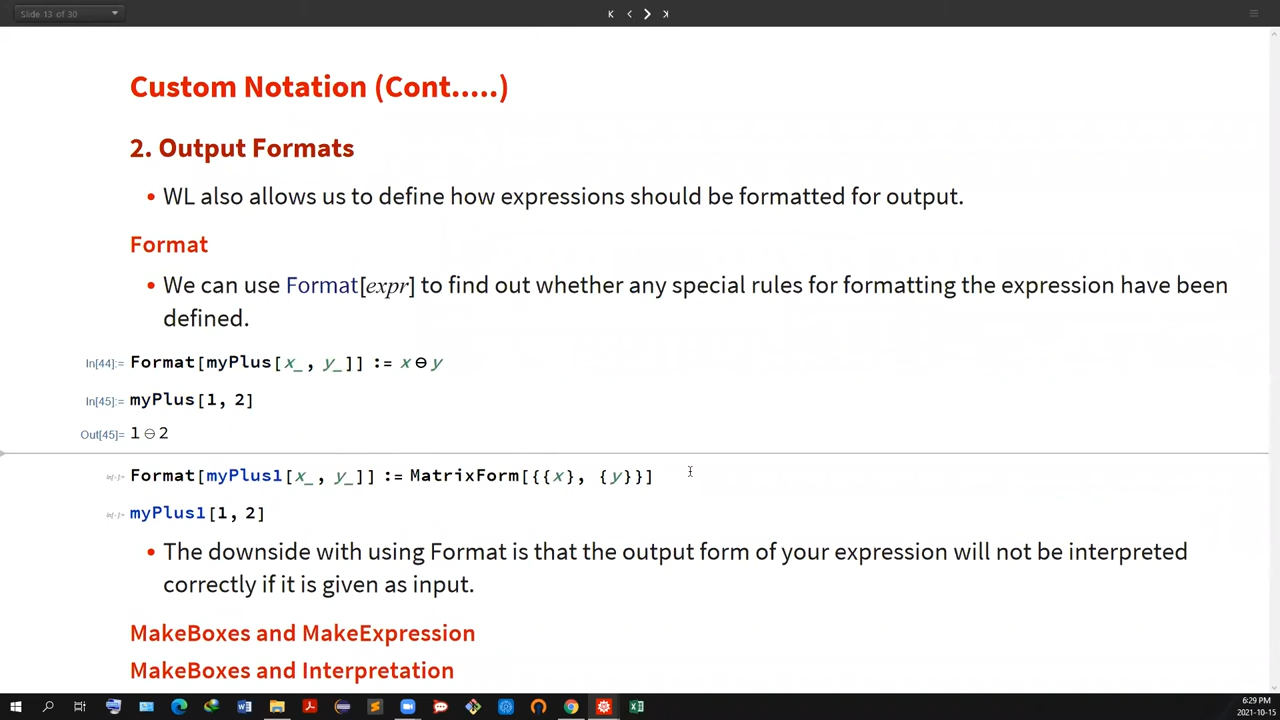 Slide 13 of 30
Custom Notation (Cont.....)
2. Output Formats
• WL also allows us to define how expressions should be formatted for output.
Format
• We can use Format[expr] to find out whether any special rules for formatting the expression have been
defined.
In[44]:= Format[myPlus[x_, y_]] := x⊖y
In[45]:= myPlus[1, 2]
Out[45]= 1⊖2
In[•]:= Format[myPlus1[x_, y_]] := MatrixForm[{{x}, {y}}]
In[•]:= myPlus1[1, 2]
• The downside with using Format is that the output form of your expression will not be interpreted
correctly if it is given as input.
MakeBoxes and MakeExpression
MakeBoxes and Interpretation
6:29 PM
2021-10-15